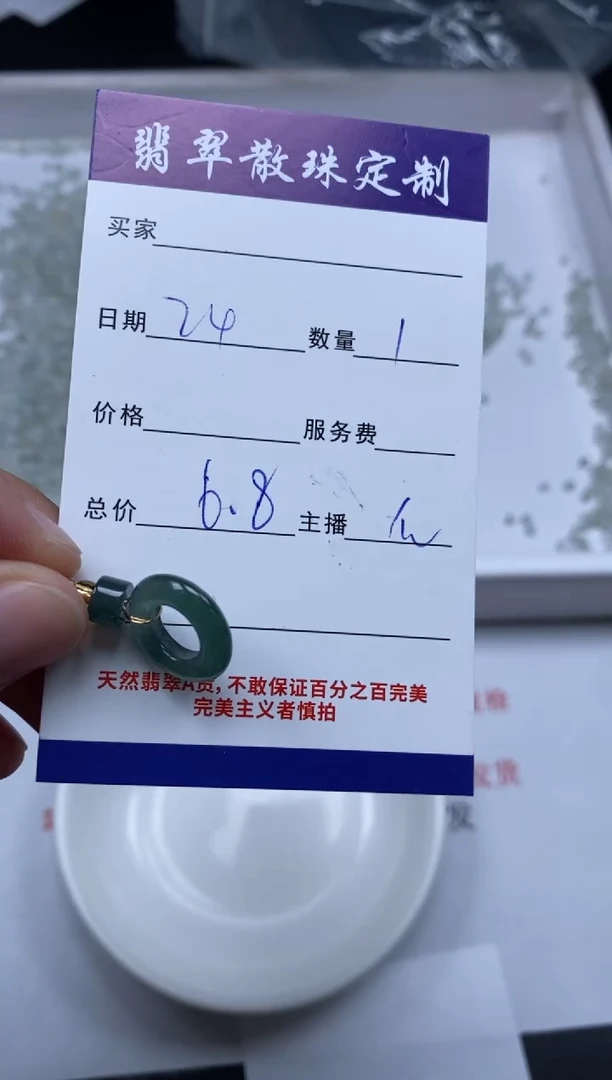 翡翠散珠定制
买家
日期 24 数量 1
价格 服务费
总价 6.8 主播
天然翡翠A货，不敢保证百分之百完美
完美主义者慎拍
发